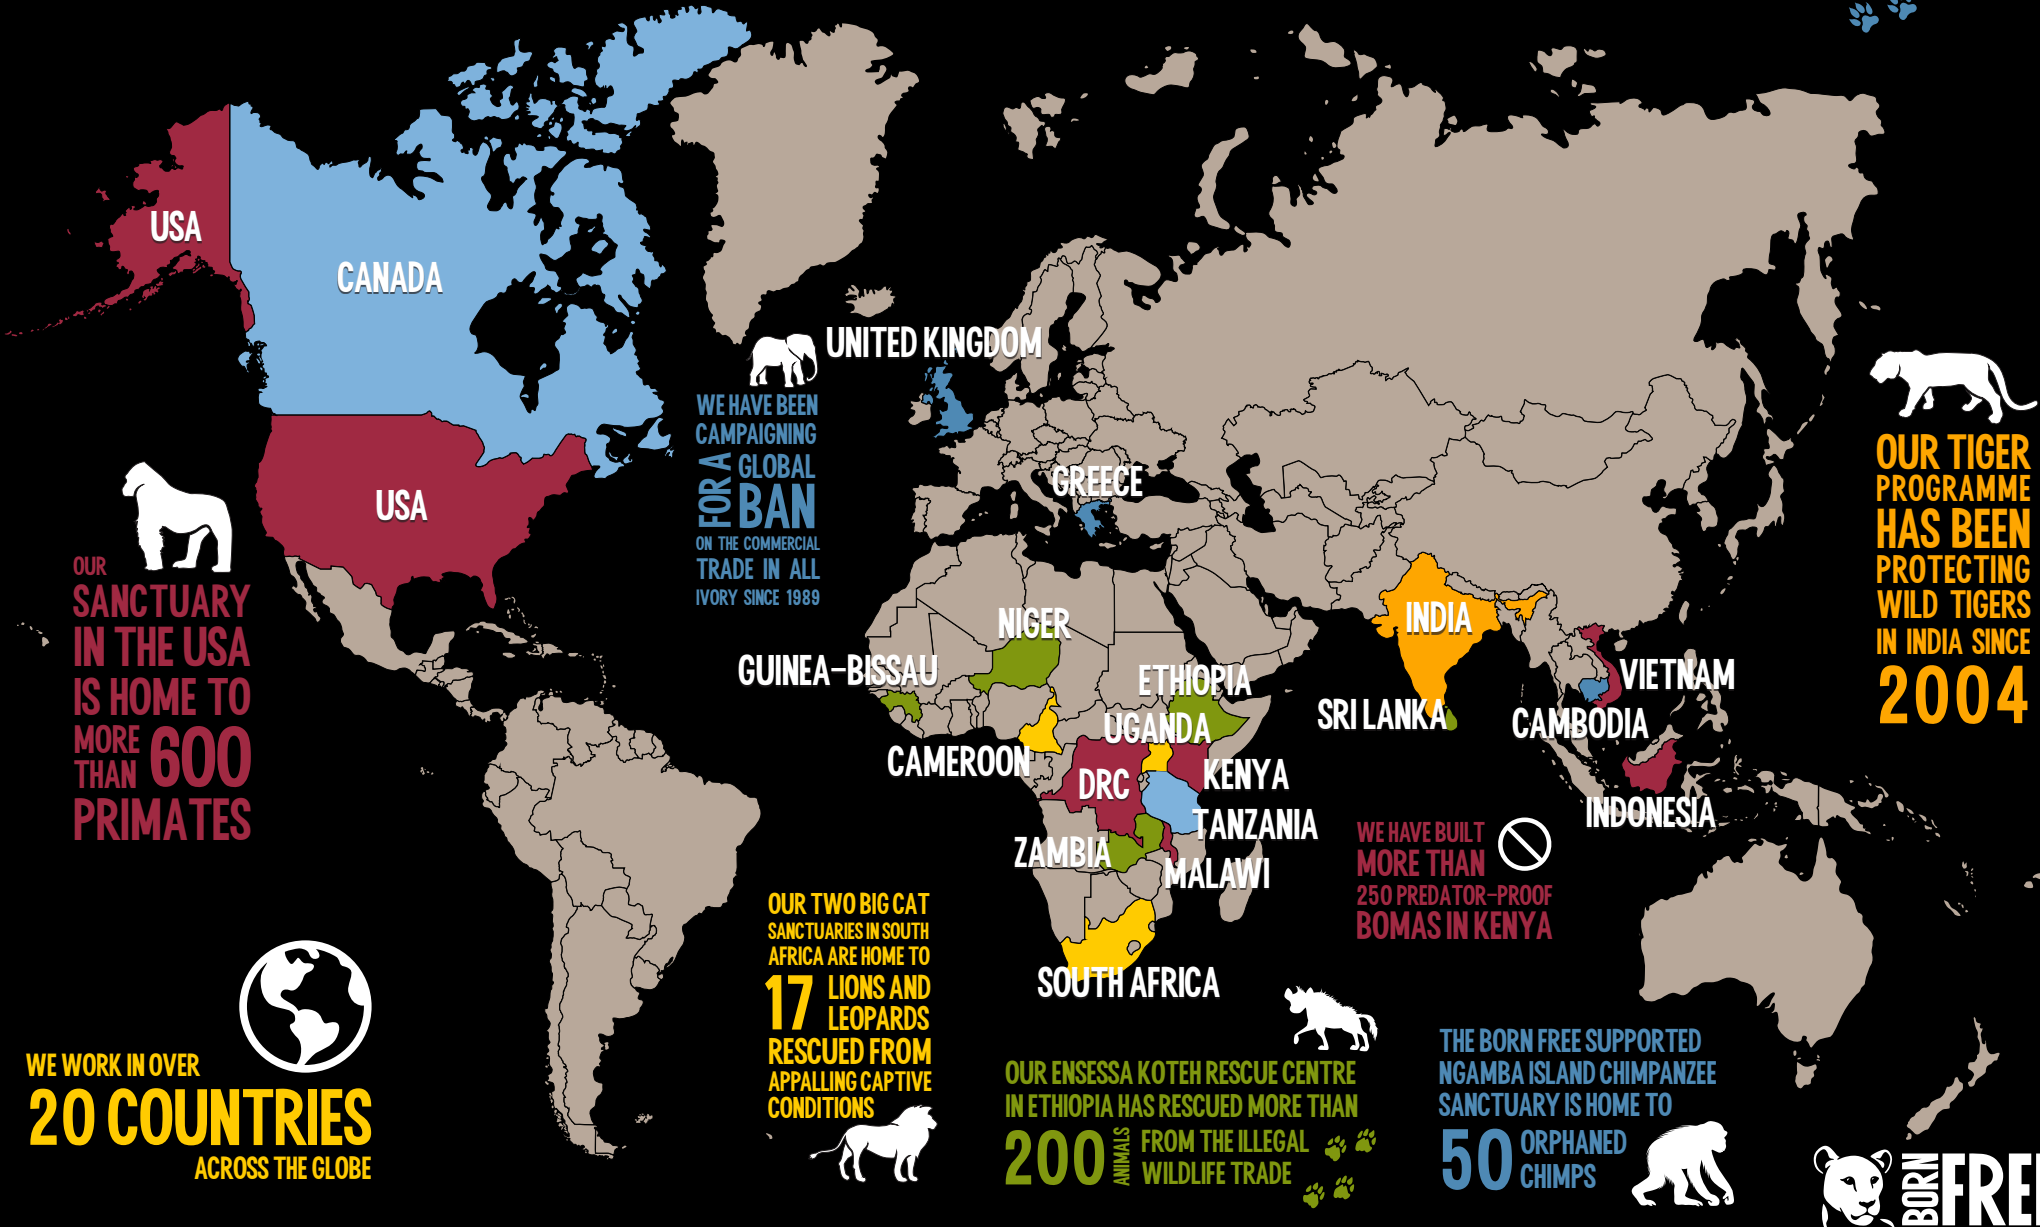 USA
CANADA
UNITED KINGDOM
USA
GREECE
NIGER
INDIA
GUINEA-BISSAU
ETHIOPIA
VIETNAM
SRI LANKA
CAMBODIA
UGANDA
CAMEROON
DRC
KENYA
INDONESIA
TANZANIA
ZAMBIA
MALAWI
SOUTH AFRICA
OUR
SANCTUARY
IN THE USA
IS HOME TO
MORE
THAN 600
PRIMATES
WE HAVE BEEN
CAMPAIGNING
FOR A GLOBAL
BAN
ON THE COMMERCIAL
TRADE IN ALL
IVORY SINCE 1989
OUR TIGER
PROGRAMME
HAS BEEN
PROTECTING
WILD TIGERS
IN INDIA SINCE
2004
WE HAVE BUILT
MORE THAN
250 PREDATOR-PROOF
BOMAS IN KENYA
OUR TWO BIG CAT
SANCTUARIES IN SOUTH
AFRICA ARE HOME TO
17 LIONS AND
LEOPARDS
RESCUED FROM
APPALLING CAPTIVE
CONDITIONS
WE WORK IN OVER
20 COUNTRIES
ACROSS THE GLOBE
OUR ENSESSA KOTEH RESCUE CENTRE
IN ETHIOPIA HAS RESCUED MORE THAN
200 ANIMALS FROM THE ILLEGAL
WILDLIFE TRADE
THE BORN FREE SUPPORTED
NGAMBA ISLAND CHIMPANZEE
SANCTUARY IS HOME TO
50 ORPHANED
CHIMPS
BORN FRE